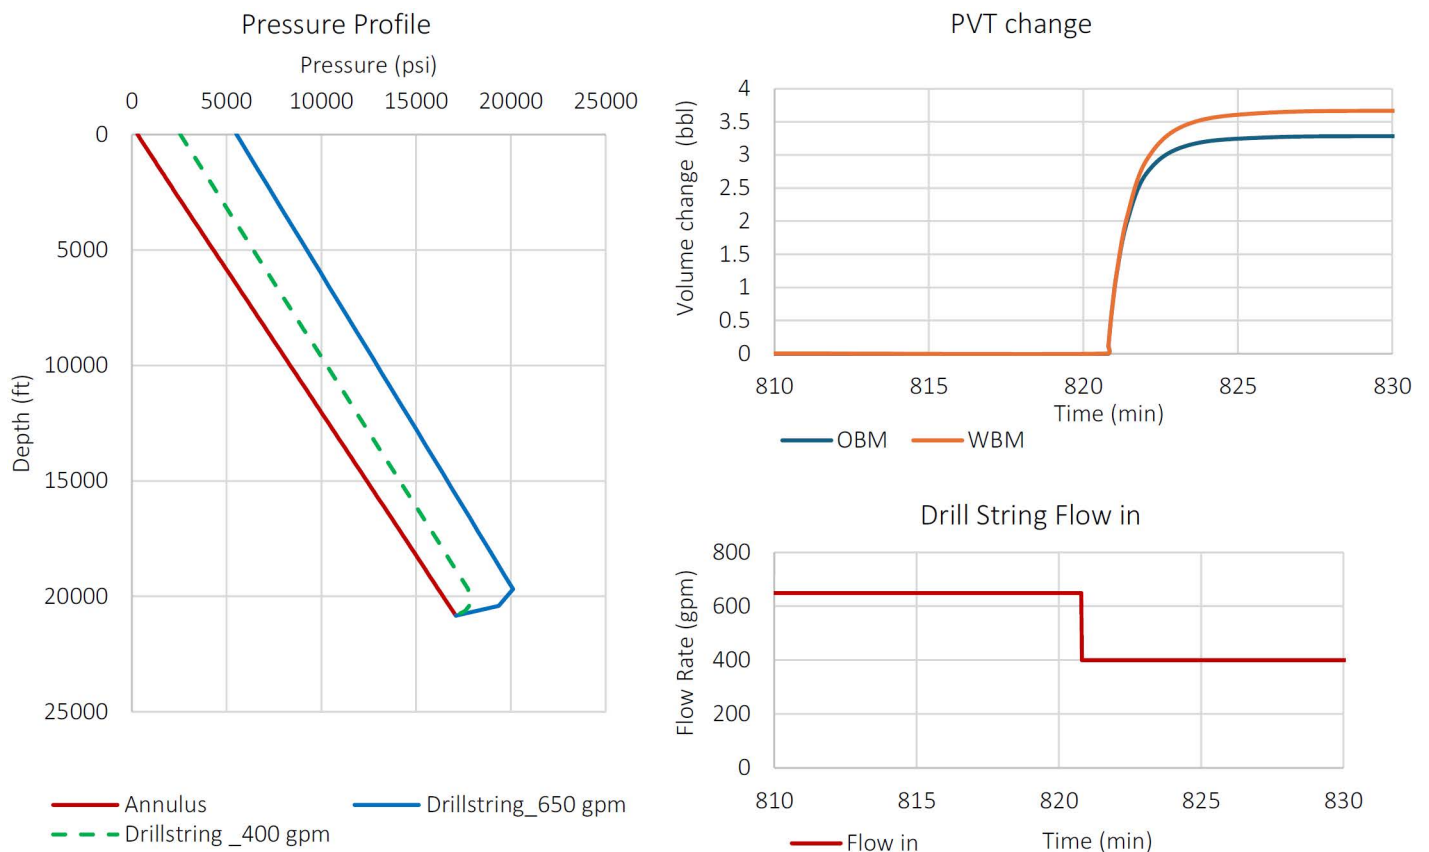 Pressure Profile
Pressure (psi)
0 5000 10000 15000 20000 25000
0
5000
10000
15000
20000
25000
Depth (ft)
Annulus
Drillstring_650 gpm
Drillstring _400 gpm
PVT change
Volume change (bbl)
4
3.5
3
2.5
2
1.5
1
0.5
0
810 815 820 825 830
Time (min)
OBM WBM
Drill String Flow in
Flow Rate (gpm)
800
600
400
200
0
810 815 820 825 830
Flow in
Time (min)